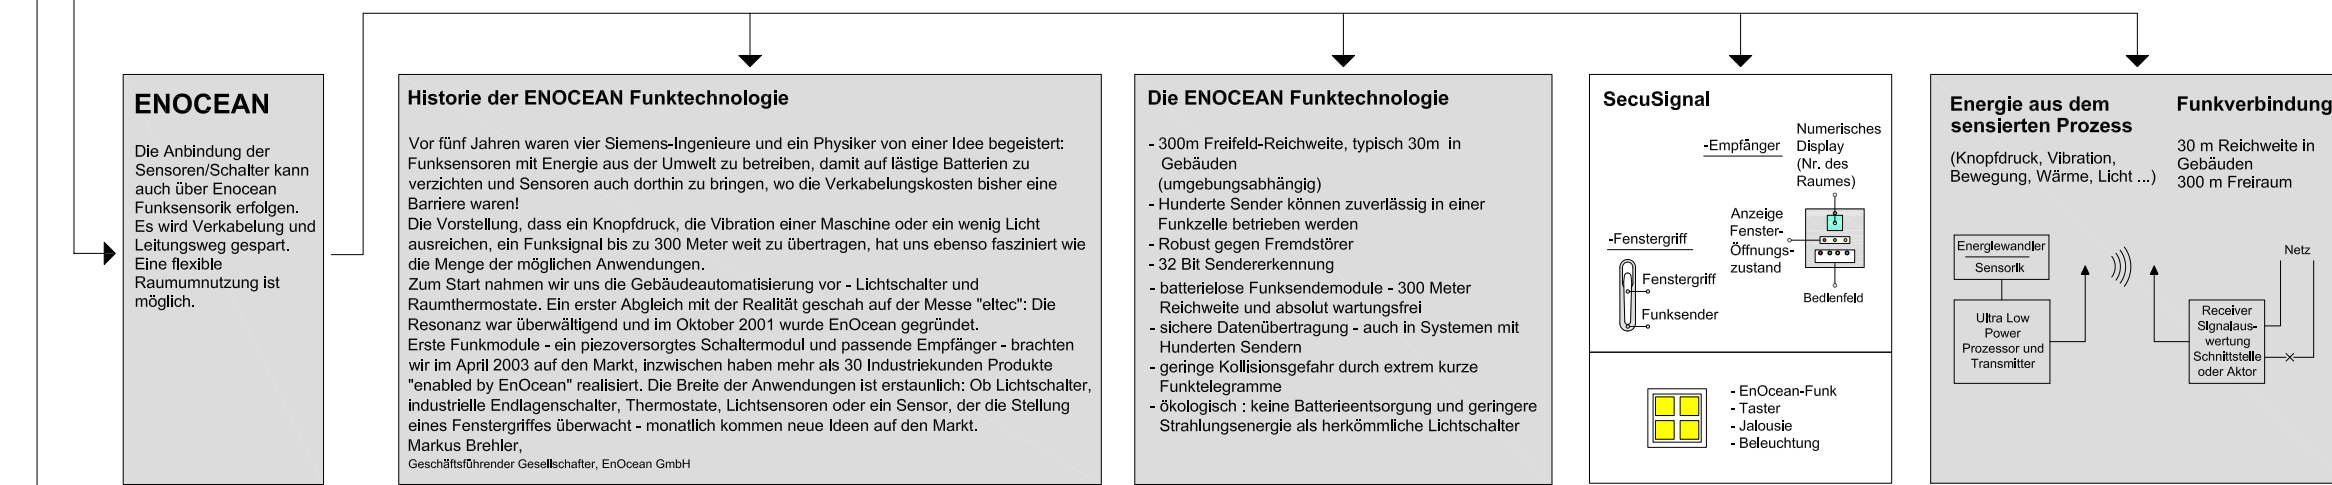 ENOCEAN
Die Anbindung der
Sensoren/Schalter kann
auch über Enocean
Funksensorik erfolgen.
Es wird Verkabelung und
Leitungsweg gespart.
Eine flexible
Raumumnutzung ist
möglich.
Historie der ENOCEAN Funktechnologie
Vor fünf Jahren waren vier Siemens-Ingenieure und ein Physiker von einer Idee begeistert:
Funksensoren mit Energie aus der Umwelt zu betreiben, damit auf lästige Batterien zu
verzichten und Sensoren auch dorthin zu bringen, wo die Verkabelungskosten bisher eine
Barriere waren!
Die Vorstellung, dass ein Knopfdruck, die Vibration einer Maschine oder ein wenig Licht
ausreichen, ein Funksignal bis zu 300 Meter weit zu übertragen, hat uns ebenso fasziniert wie
die Menge der möglichen Anwendungen.
Zum Start nahmen wir uns die Gebäudeautomatisierung vor - Lichtschalter und
Raumthermostate. Ein erster Abgleich mit der Realität geschah auf der Messe "eltec": Die
Resonanz war überwältigend und im Oktober 2001 wurde EnOcean gegründet.
Erste Funkmodule - ein piezoversorgtes Schaltermodul und passende Empfänger - brachten
wir im April 2003 auf den Markt, inzwischen haben mehr als 30 Industriekunden Produkte
"enabled by EnOcean" realisiert. Die Breite der Anwendungen ist erstaunlich: Ob Lichtschalter,
industrielle Endlagenschalter, Thermostate, Lichtsensoren oder ein Sensor, der die Stellung
eines Fenstergriffes überwacht - monatlich kommen neue Ideen auf den Markt.
Markus Brehler,
Geschäftsführender Gesellschafter, EnOcean GmbH
Die ENOCEAN Funktechnologie
- 300m Freifeld-Reichweite, typisch 30m in
Gebäuden
(umgebungsabhängig)
- Hunderte Sender können zuverlässig in einer
Funkzelle betrieben werden
- Robust gegen Fremdstörer
- 32 Bit Sendererkennung
- batterielose Funksendemodule - 300 Meter
Reichweite und absolut wartungsfrei
- sichere Datenübertragung - auch in Systemen mit
Hunderten Sendern
- geringe Kollisionsgefahr durch extrem kurze
Funktelegramme
- ökologisch : keine Batterieentsorgung und geringere
Strahlungsenergie als herkömmliche Lichtschalter
SecuSignal
-Empfänger
Numerisches
Display
(Nr. des
Raumes)
Anzeige
Fenster-
Öffnungs-
zustand
-Fenstergriff
Fenstergriff
Funksender
Bedienfeld
- EnOcean-Funk
- Taster
- Jalousie
- Beleuchtung
Energie aus dem
sensierten Prozess
(Knopfdruck, Vibration,
Bewegung, Wärme, Licht ...)
Funkverbindung
30 m Reichweite in
Gebäuden
300 m Freiraum
Energiewandler
Sensorik
Ultra Low
Power
Prozessor und
Transmitter
Netz
Receiver
Signalaus-
wertung
Schnittstelle
oder Aktor